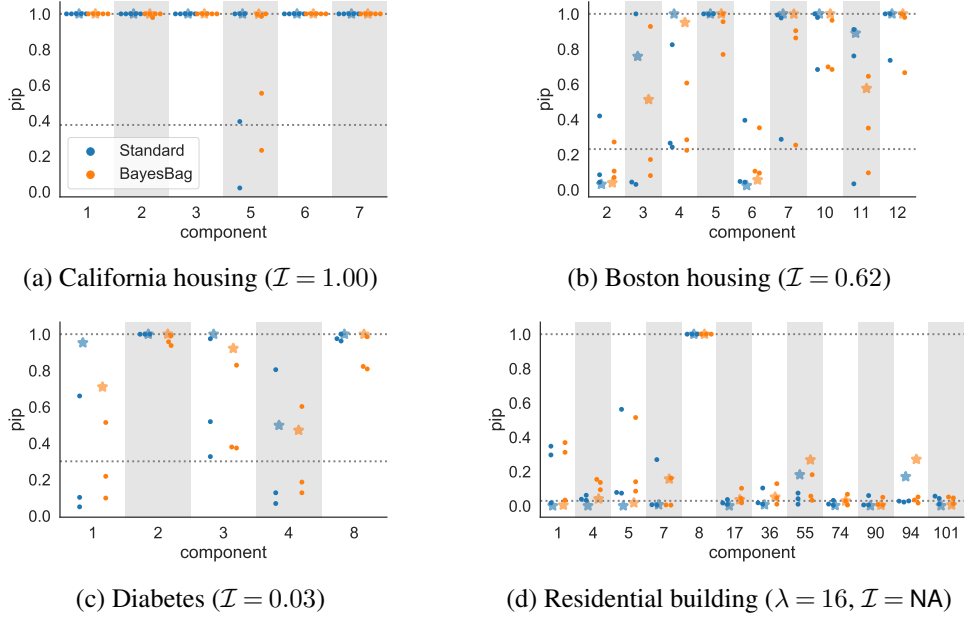 1.0
0.8
0.6
0.4
0.2
0.0
pip
Standard
BayesBag
1 2 3 5 6 7
component
(a) California housing (𝓘 = 1.00)
1.0
0.8
0.6
0.4
0.2
0.0
pip
2 3 4 5 6 7 10 11 12
component
(b) Boston housing (𝓘 = 0.62)
1.0
0.8
0.6
0.4
0.2
0.0
pip
1 2 3 4 8
component
(c) Diabetes (𝓘 = 0.03)
1.0
0.8
0.6
0.4
0.2
0.0
pip
1 4 5 7 8 17 36 55 74 90 94 101
component
(d) Residential building (λ = 16, 𝓘 = NA)